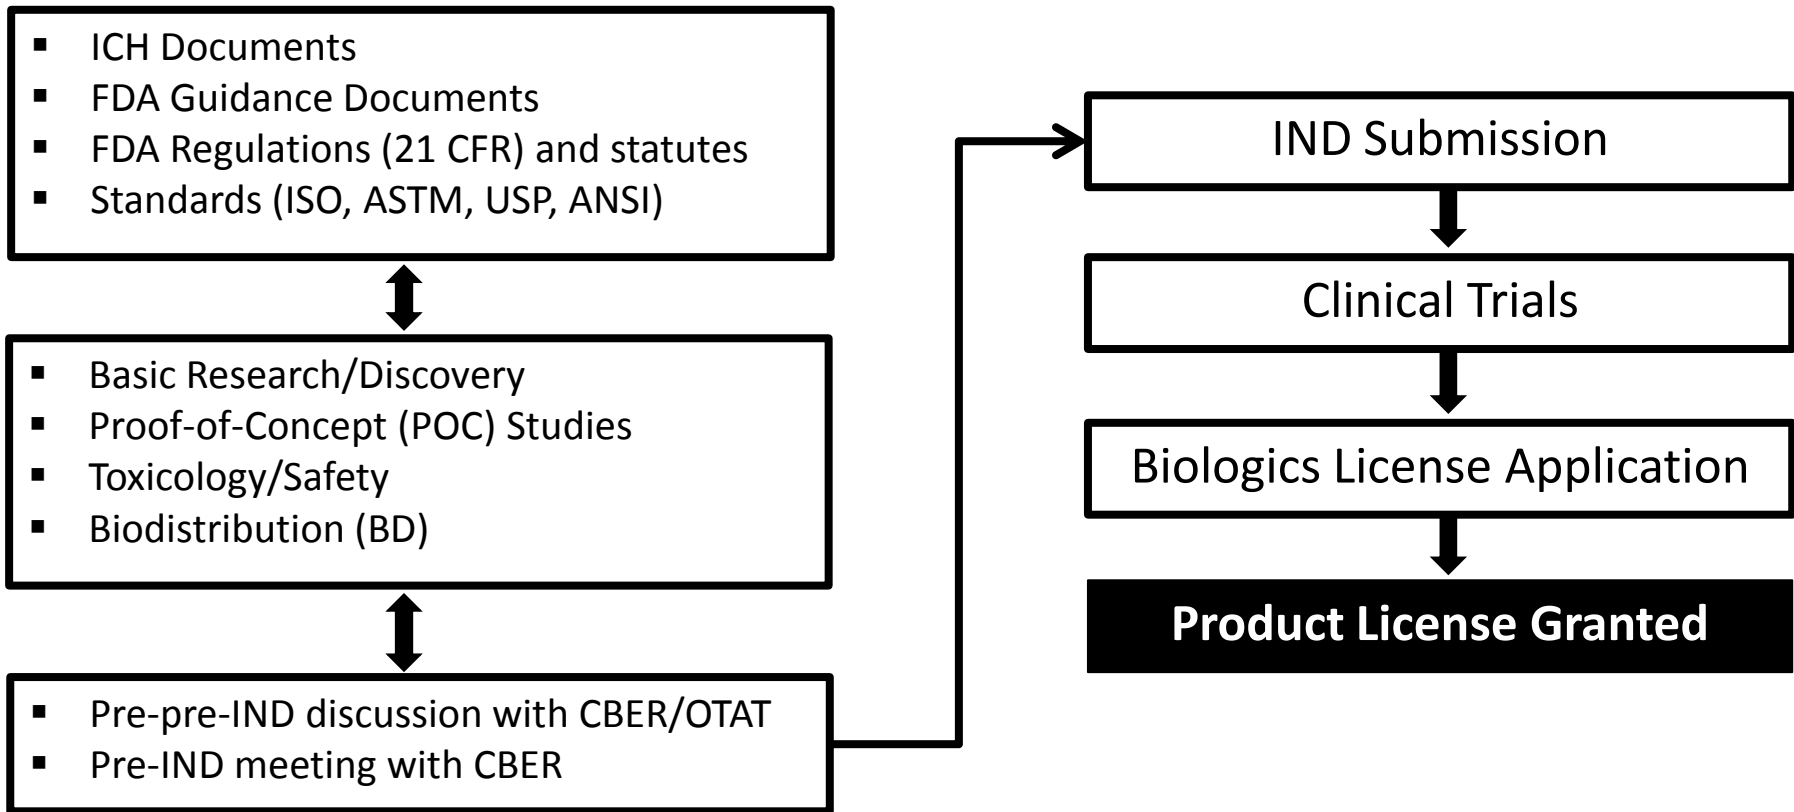 ▪ ICH Documents
▪ FDA Guidance Documents
▪ FDA Regulations (21 CFR) and statutes
▪ Standards (ISO, ASTM, USP, ANSI)
▪ Basic Research/Discovery
▪ Proof-of-Concept (POC) Studies
▪ Toxicology/Safety
▪ Biodistribution (BD)
▪ Pre-pre-IND discussion with CBER/OTAT
▪ Pre-IND meeting with CBER
IND Submission
Clinical Trials
Biologics License Application
Product License Granted